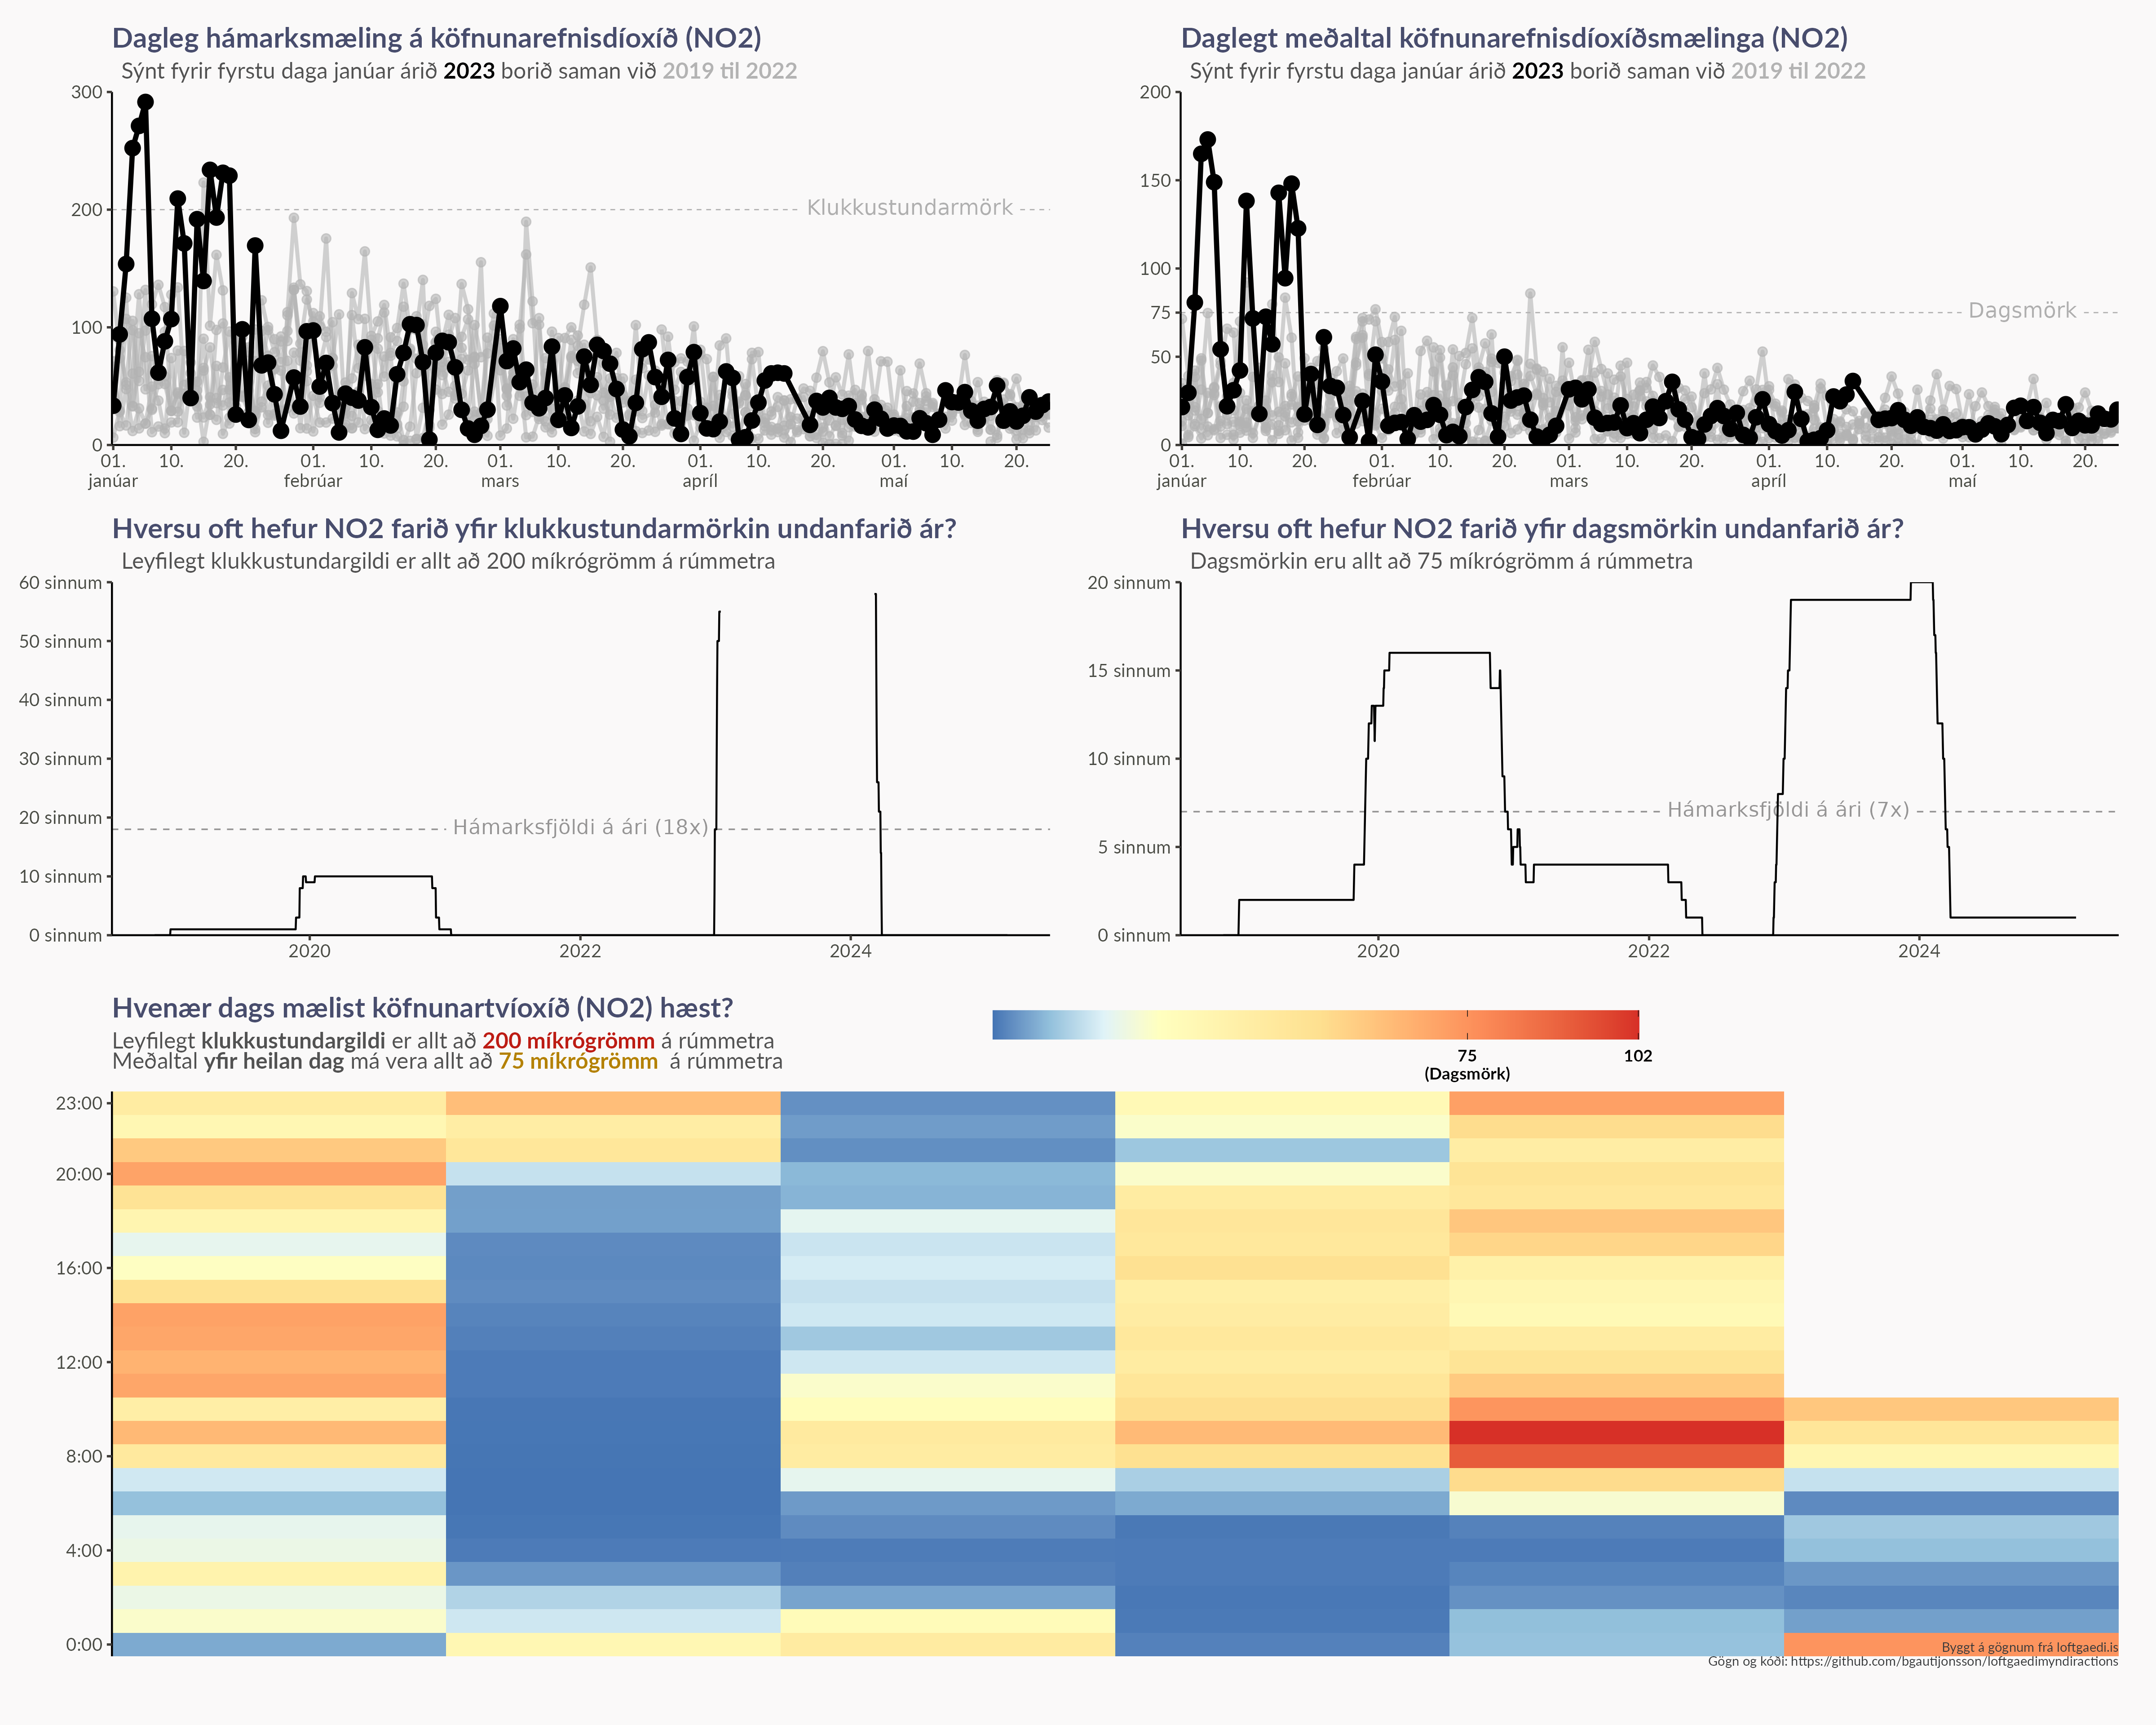 Dagleg hámarksmæling á köfnunarefnisdíoxíð (NO2)
Sýnt fyrir fyrstu daga janúar árið 2023 borið saman við 2019 til 2022
300
200
100
0
Klukkustundarmörk
01. 10. 20. 01. 10. 20. 01. 10. 20. 01. 10. 20. 01. 10. 20.
janúar febrúar mars apríl maí
Daglegt meðaltal köfnunarefnisdíoxíðsmælinga (NO2)
Sýnt fyrir fyrstu daga janúar árið 2023 borið saman við 2019 til 2022
200
150
100
75
50
0
Dagsmörk
01. 10. 20. 01. 10. 20. 01. 10. 20. 01. 10. 20. 01. 10. 20.
janúar febrúar mars apríl maí
Hversu oft hefur NO2 farið yfir klukkustundarmörkin undanfarið ár?
Leyfilegt klukkustundargildi er allt að 200 míkrógrömm á rúmmetra
60 sinnum
50 sinnum
40 sinnum
30 sinnum
20 sinnum
10 sinnum
0 sinnum
Hámarksfjöldi á ári (18x)
2020 2022 2024
Hversu oft hefur NO2 farið yfir dagsmörkin undanfarið ár?
Dagsmörkin eru allt að 75 míkrógrömm á rúmmetra
20 sinnum
15 sinnum
10 sinnum
5 sinnum
0 sinnum
Hámarksfjöldi á ári (7x)
2020 2022 2024
Hvenær dags mælist köfnunartvíoxíð (NO2) hæst?
Leyfilegt klukkustundargildi er allt að 200 míkrógrömm á rúmmetra
Meðaltal yfir heilan dag má vera allt að 75 míkrógrömm á rúmmetra
75 102
(Dagsmörk)
23:00
20:00
16:00
12:00
8:00
4:00
0:00
Byggt á gögnum frá loftgaedi.is
Gögn og kóði: https://github.com/bgautijonsson/loftgaedimyndiractions